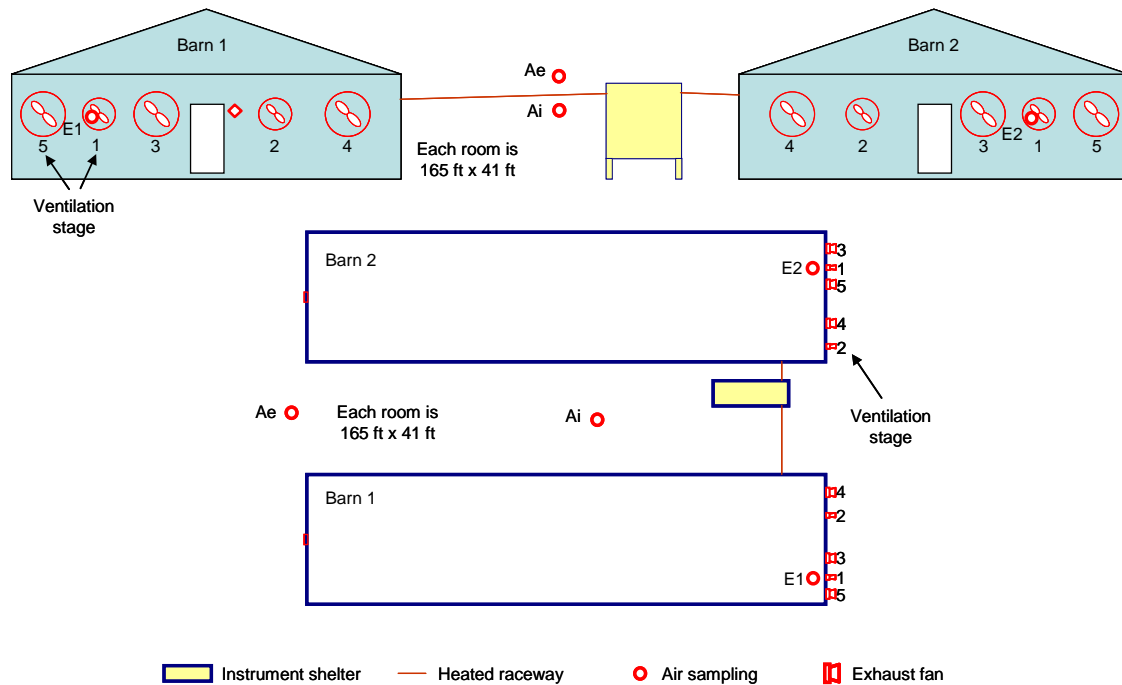 Barn 1
Barn 2
Ae
Ai
E1
5
1
3
2
4
Each room is
165 ft x 41 ft
4
2
3
E2
1
5
Ventilation
stage
Barn 2
E2
3
1
5
4
2
Ae
Each room is
165 ft x 41 ft
Ai
Ventilation
stage
Barn 1
4
2
3
E1
1
5
Instrument shelter
Heated raceway
Air sampling
Exhaust fan